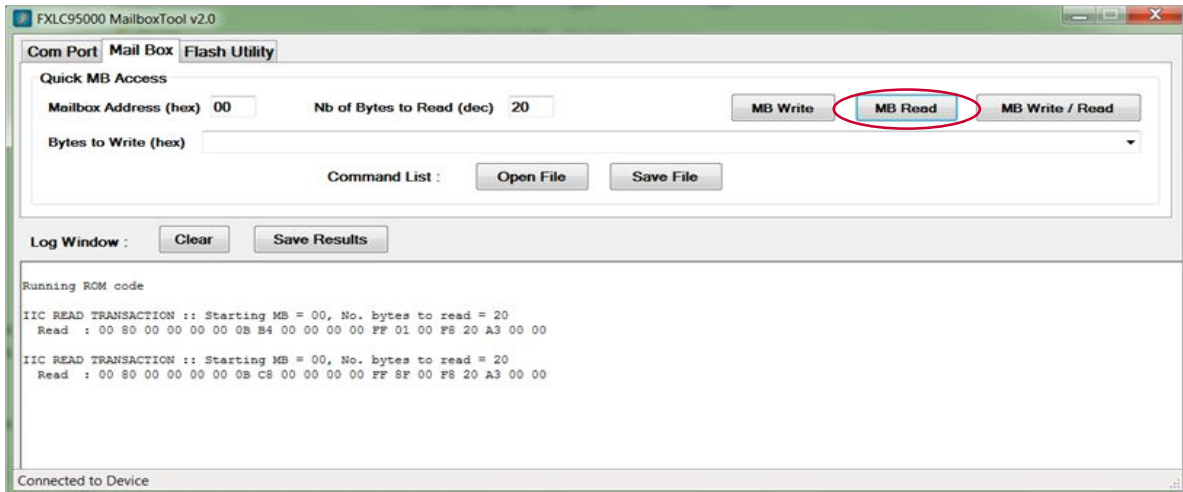 FXLC95000 MailboxTool v2.0
Com Port Mail Box Flash Utility
Quick MB Access
Mailbox Address (hex) 00 Nb of Bytes to Read (dec) 20 MB Write MB Read MB Write / Read
Bytes to Write (hex)
Command List : Open File Save File
Log Window : Clear Save Results
Running ROM code
IIC READ TRANSACTION :: Starting MB = 00, No. bytes to read = 20
Read : 00 80 00 00 00 00 0B B4 00 00 00 00 FF 01 00 F8 20 A3 00 00
IIC READ TRANSACTION :: Starting MB = 00, No. bytes to read = 20
Read : 00 80 00 00 00 00 0B C8 00 00 00 00 FF 8F 00 F8 20 A3 00 00
Connected to Device